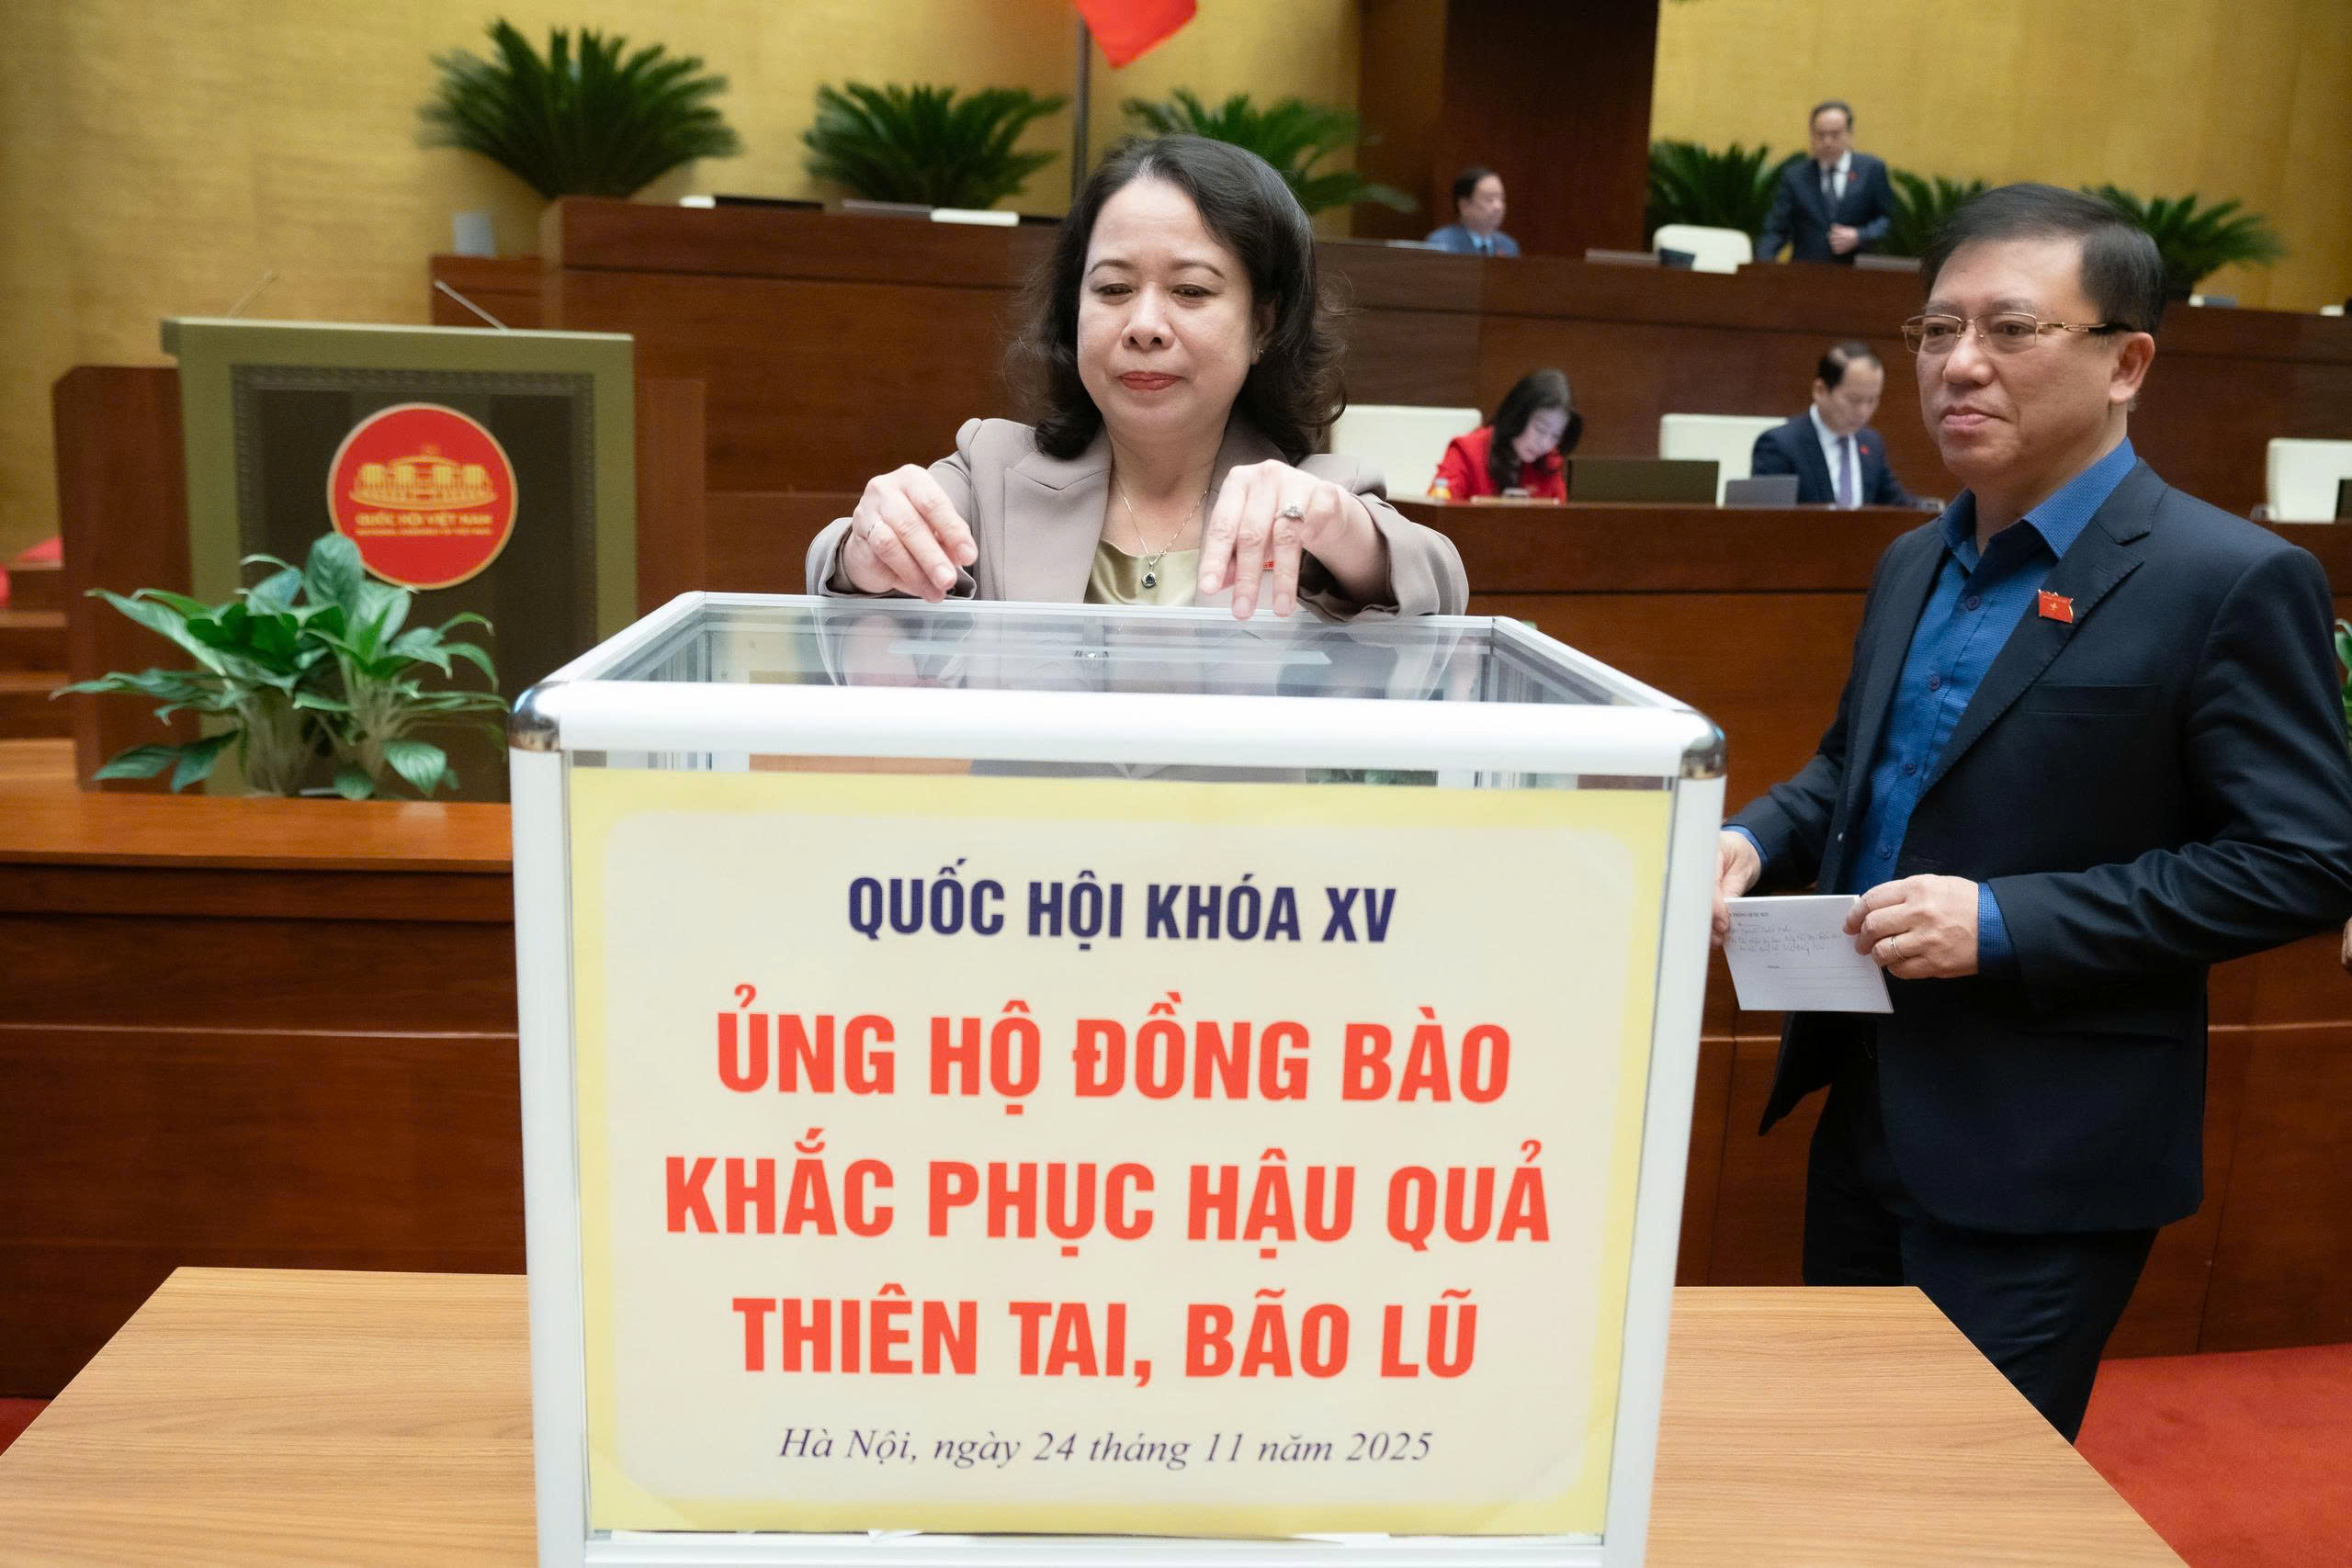 QUỐC HỘI VIỆT NAM
QUỐC HỘI KHÓA XV
ỦNG HỘ ĐỒNG BÀO
KHẮC PHỤC HẬU QUẢ
THIÊN TAI, BÃO LŨ
Hà Nội, ngày 24 tháng 11 năm 2025